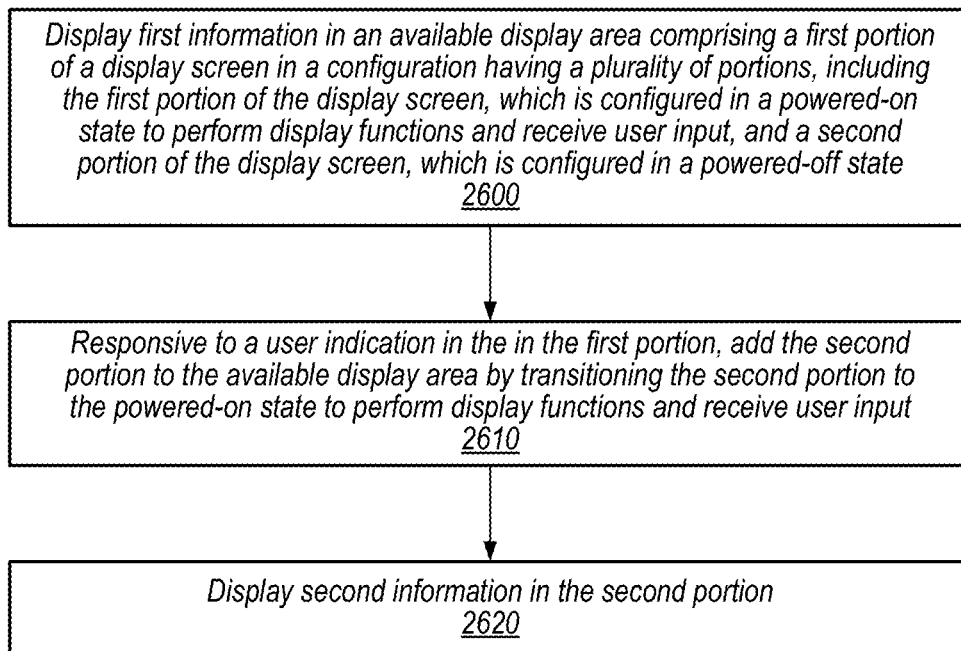 Display first information in an available display area comprising a first portion
of a display screen in a configuration having a plurality of portions, including
the first portion of the display screen, which is configured in a powered-on
state to perform display functions and receive user input, and a second
portion of the display screen, which is configured in a powered-off state
2600
Responsive to a user indication in the in the first portion, add the second
portion to the available display area by transitioning the second portion to
the powered-on state to perform display functions and receive user input
2610
Display second information in the second portion
2620